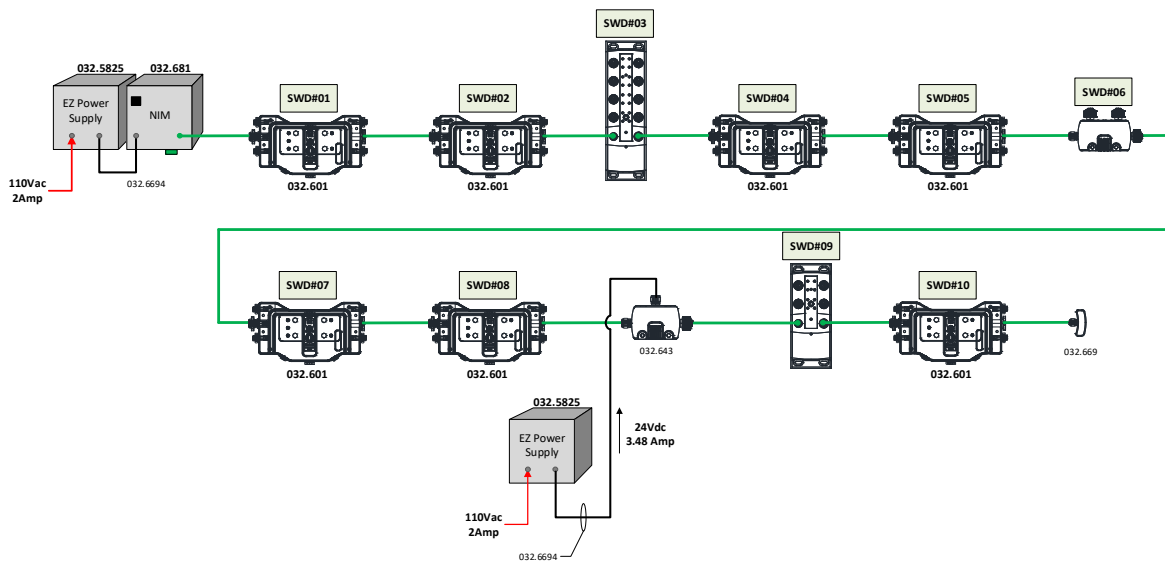 SWD#03
032.5825
032.681
EZ Power
Supply
NIM
SWD#01
SWD#02
SWD#04
SWD#05
SWD#06
032.6694
032.601
032.601
032.601
032.601
110Vac
2Amp
SWD#09
SWD#07
SWD#08
SWD#10
032.601
032.601
032.643
032.601
032.669
032.5825
EZ Power
Supply
24Vdc
3.48 Amp
110Vac
2Amp
032.6694